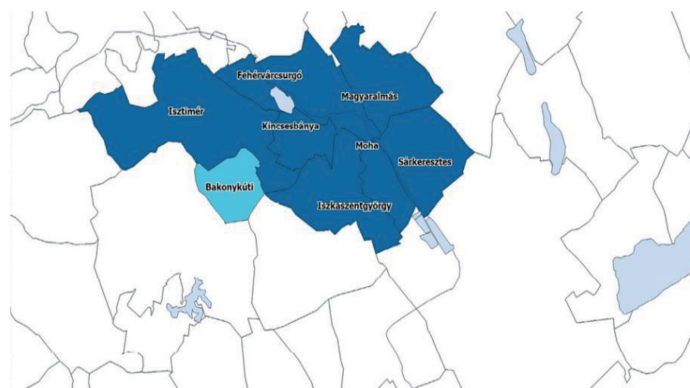 Fehérvárcsurgó
Magyaralmás
Isztimér
Kincsesbánya
Moha
Sárkeresztes
Bakonykúti
Iszkaszentgyörgy